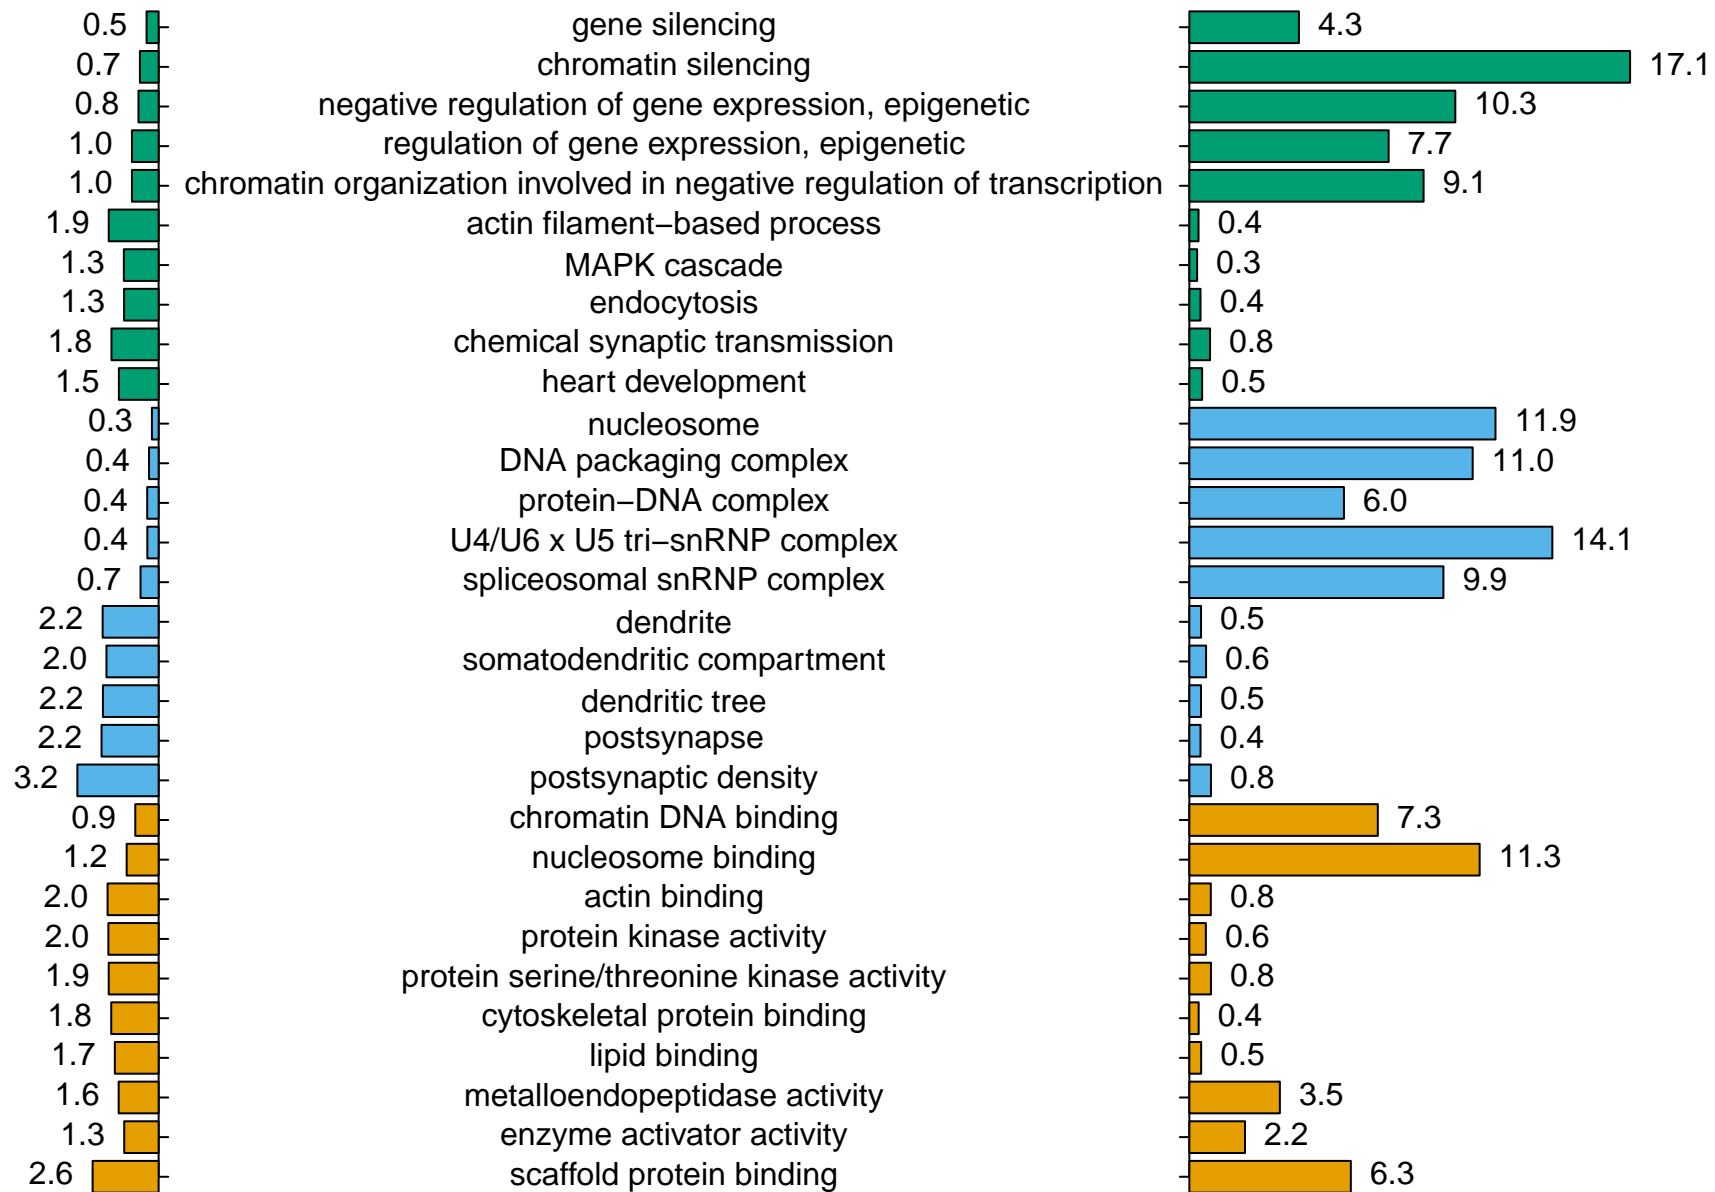 0.5 gene silencing 4.3
0.7 chromatin silencing 17.1
0.8 negative regulation of gene expression, epigenetic 10.3
1.0 regulation of gene expression, epigenetic 7.7
1.0 chromatin organization involved in negative regulation of transcription 9.1
1.9 actin filament−based process 0.4
1.3 MAPK cascade 0.3
1.3 endocytosis 0.4
1.8 chemical synaptic transmission 0.8
1.5 heart development 0.5
0.3 nucleosome 11.9
0.4 DNA packaging complex 11.0
0.4 protein−DNA complex 6.0
0.4 U4/U6 x U5 tri−snRNP complex 14.1
0.7 spliceosomal snRNP complex 9.9
2.2 dendrite 0.5
2.0 somatodendritic compartment 0.6
2.2 dendritic tree 0.5
2.2 postsynapse 0.4
3.2 postsynaptic density 0.8
0.9 chromatin DNA binding 7.3
1.2 nucleosome binding 11.3
2.0 actin binding 0.8
2.0 protein kinase activity 0.6
1.9 protein serine/threonine kinase activity 0.8
1.8 cytoskeletal protein binding 0.4
1.7 lipid binding 0.5
1.6 metalloendopeptidase activity 3.5
1.3 enzyme activator activity 2.2
2.6 scaffold protein binding 6.3